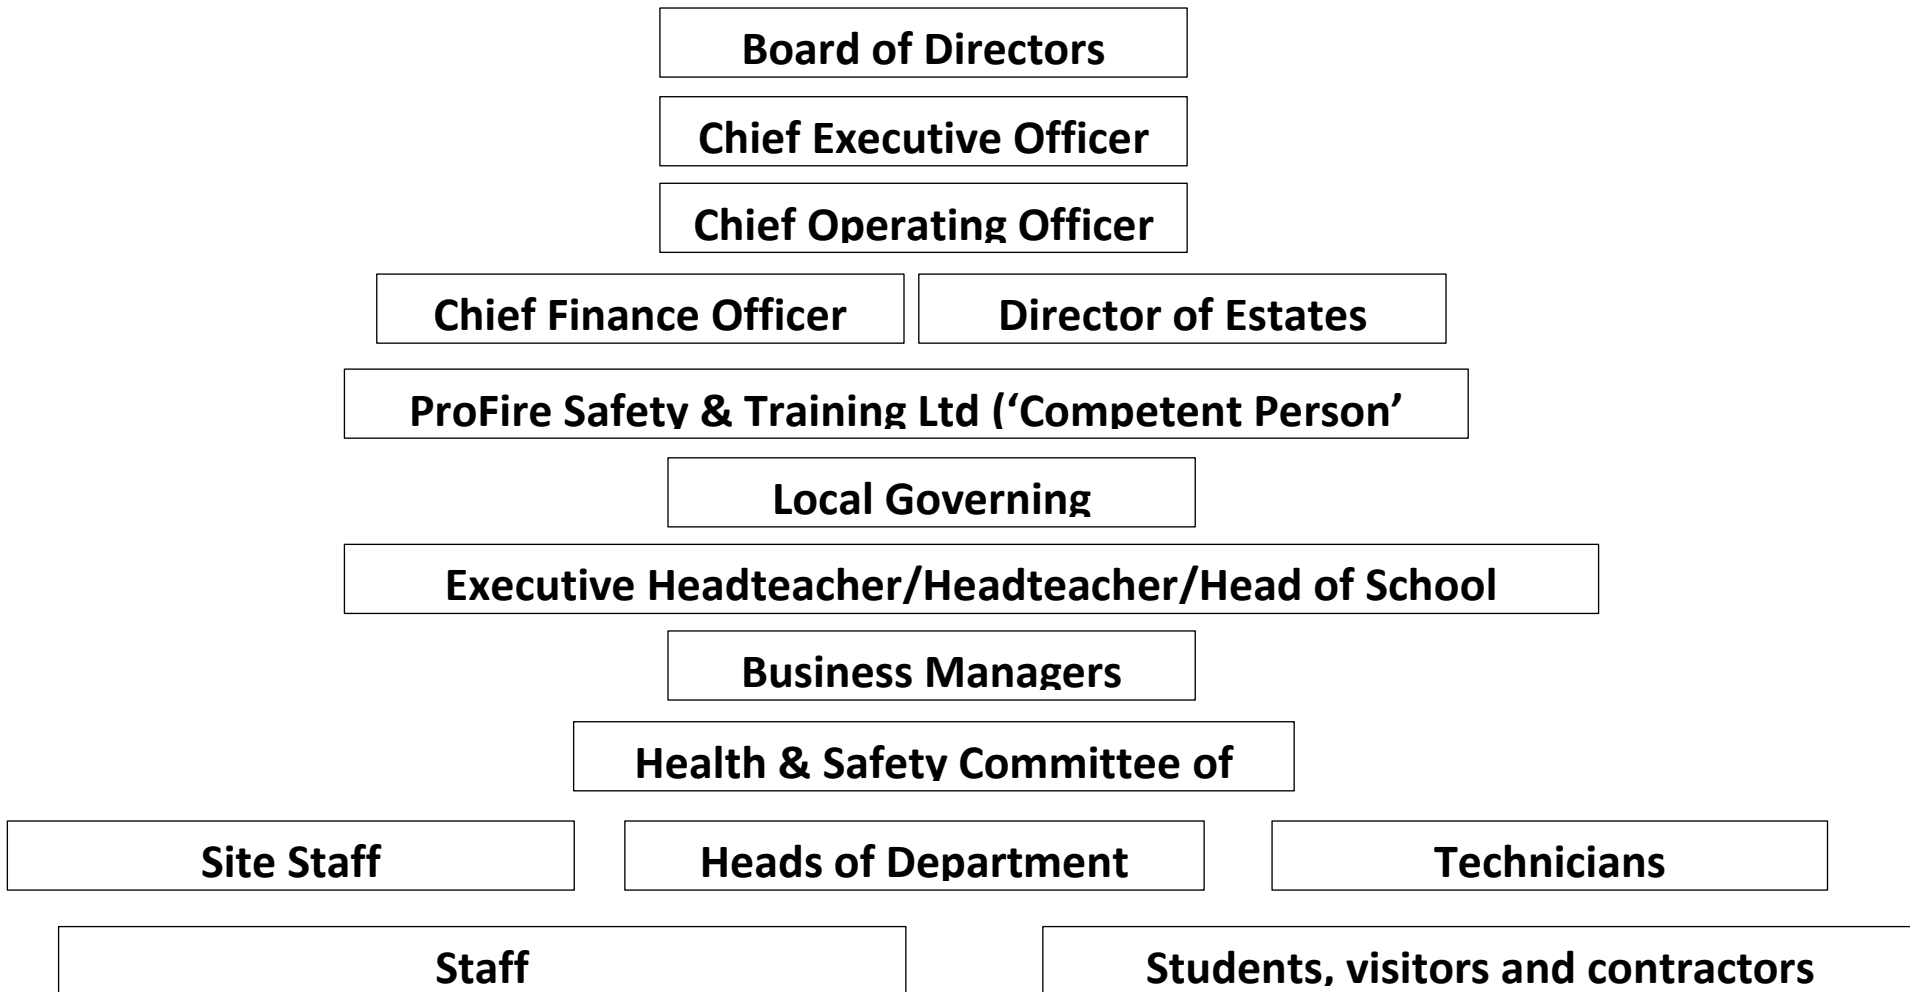 Board of Directors
Chief Executive Officer
Chief Operating Officer
Chief Finance Officer
Director of Estates
ProFire Safety & Training Ltd (‘Competent Person’
Local Governing
Executive Headteacher/Headteacher/Head of School
Business Managers
Health & Safety Committee of
Site Staff
Heads of Department
Technicians
Staff
Students, visitors and contractors